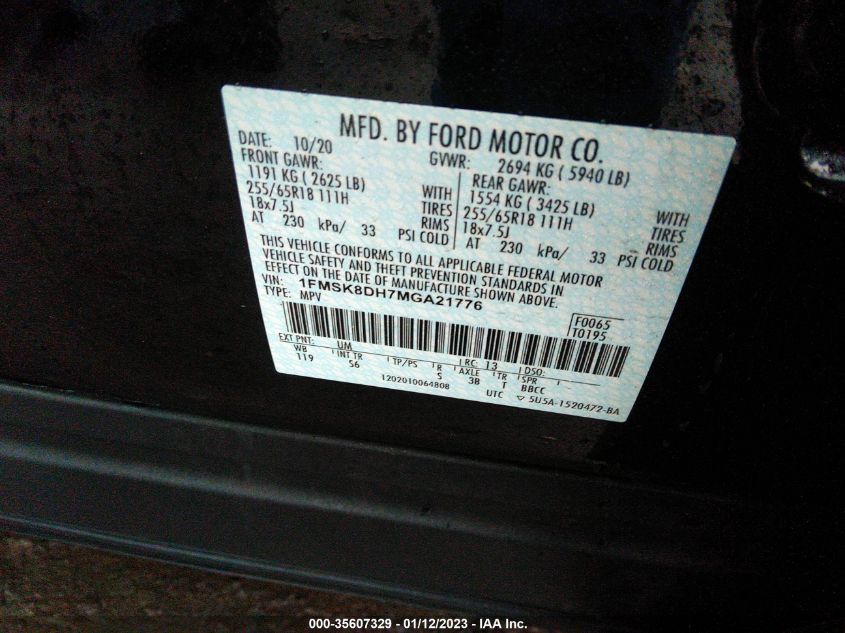 MFD. BY FORD MOTOR CO.
DATE: 10/20 GVWR: 2694 KG ( 5940 LB)
FRONT GAWR: REAR GAWR:
1191 KG ( 2625 LB) WITH 1554 KG ( 3425 LB) WITH
255/65R18 111H TIRES 255/65R18 111H TIRES
18x7.5J RIMS 18x7.5J RIMS
AT 230 kPa/ 33 PSI COLD AT 230 kPa/ 33 PSI COLD
THIS VEHICLE CONFORMS TO ALL APPLICABLE FEDERAL MOTOR
VEHICLE SAFETY AND THEFT PREVENTION STANDARDS IN
EFFECT ON THE DATE OF MANUFACTURE SHOWN ABOVE.
VIN: 1FMSK8DH7MGA21776
TYPE: MPV
F0065
T0195
EXT PNT: UM RC: 13 DSO:
WB INT TR TP/PS R AXLE TR SPR
119 S6 5 3B T BBCC
1202010064808 UTC ▽ 5U5A-1520472-BA
000-35607329 - 01/12/2023 - IAA Inc.